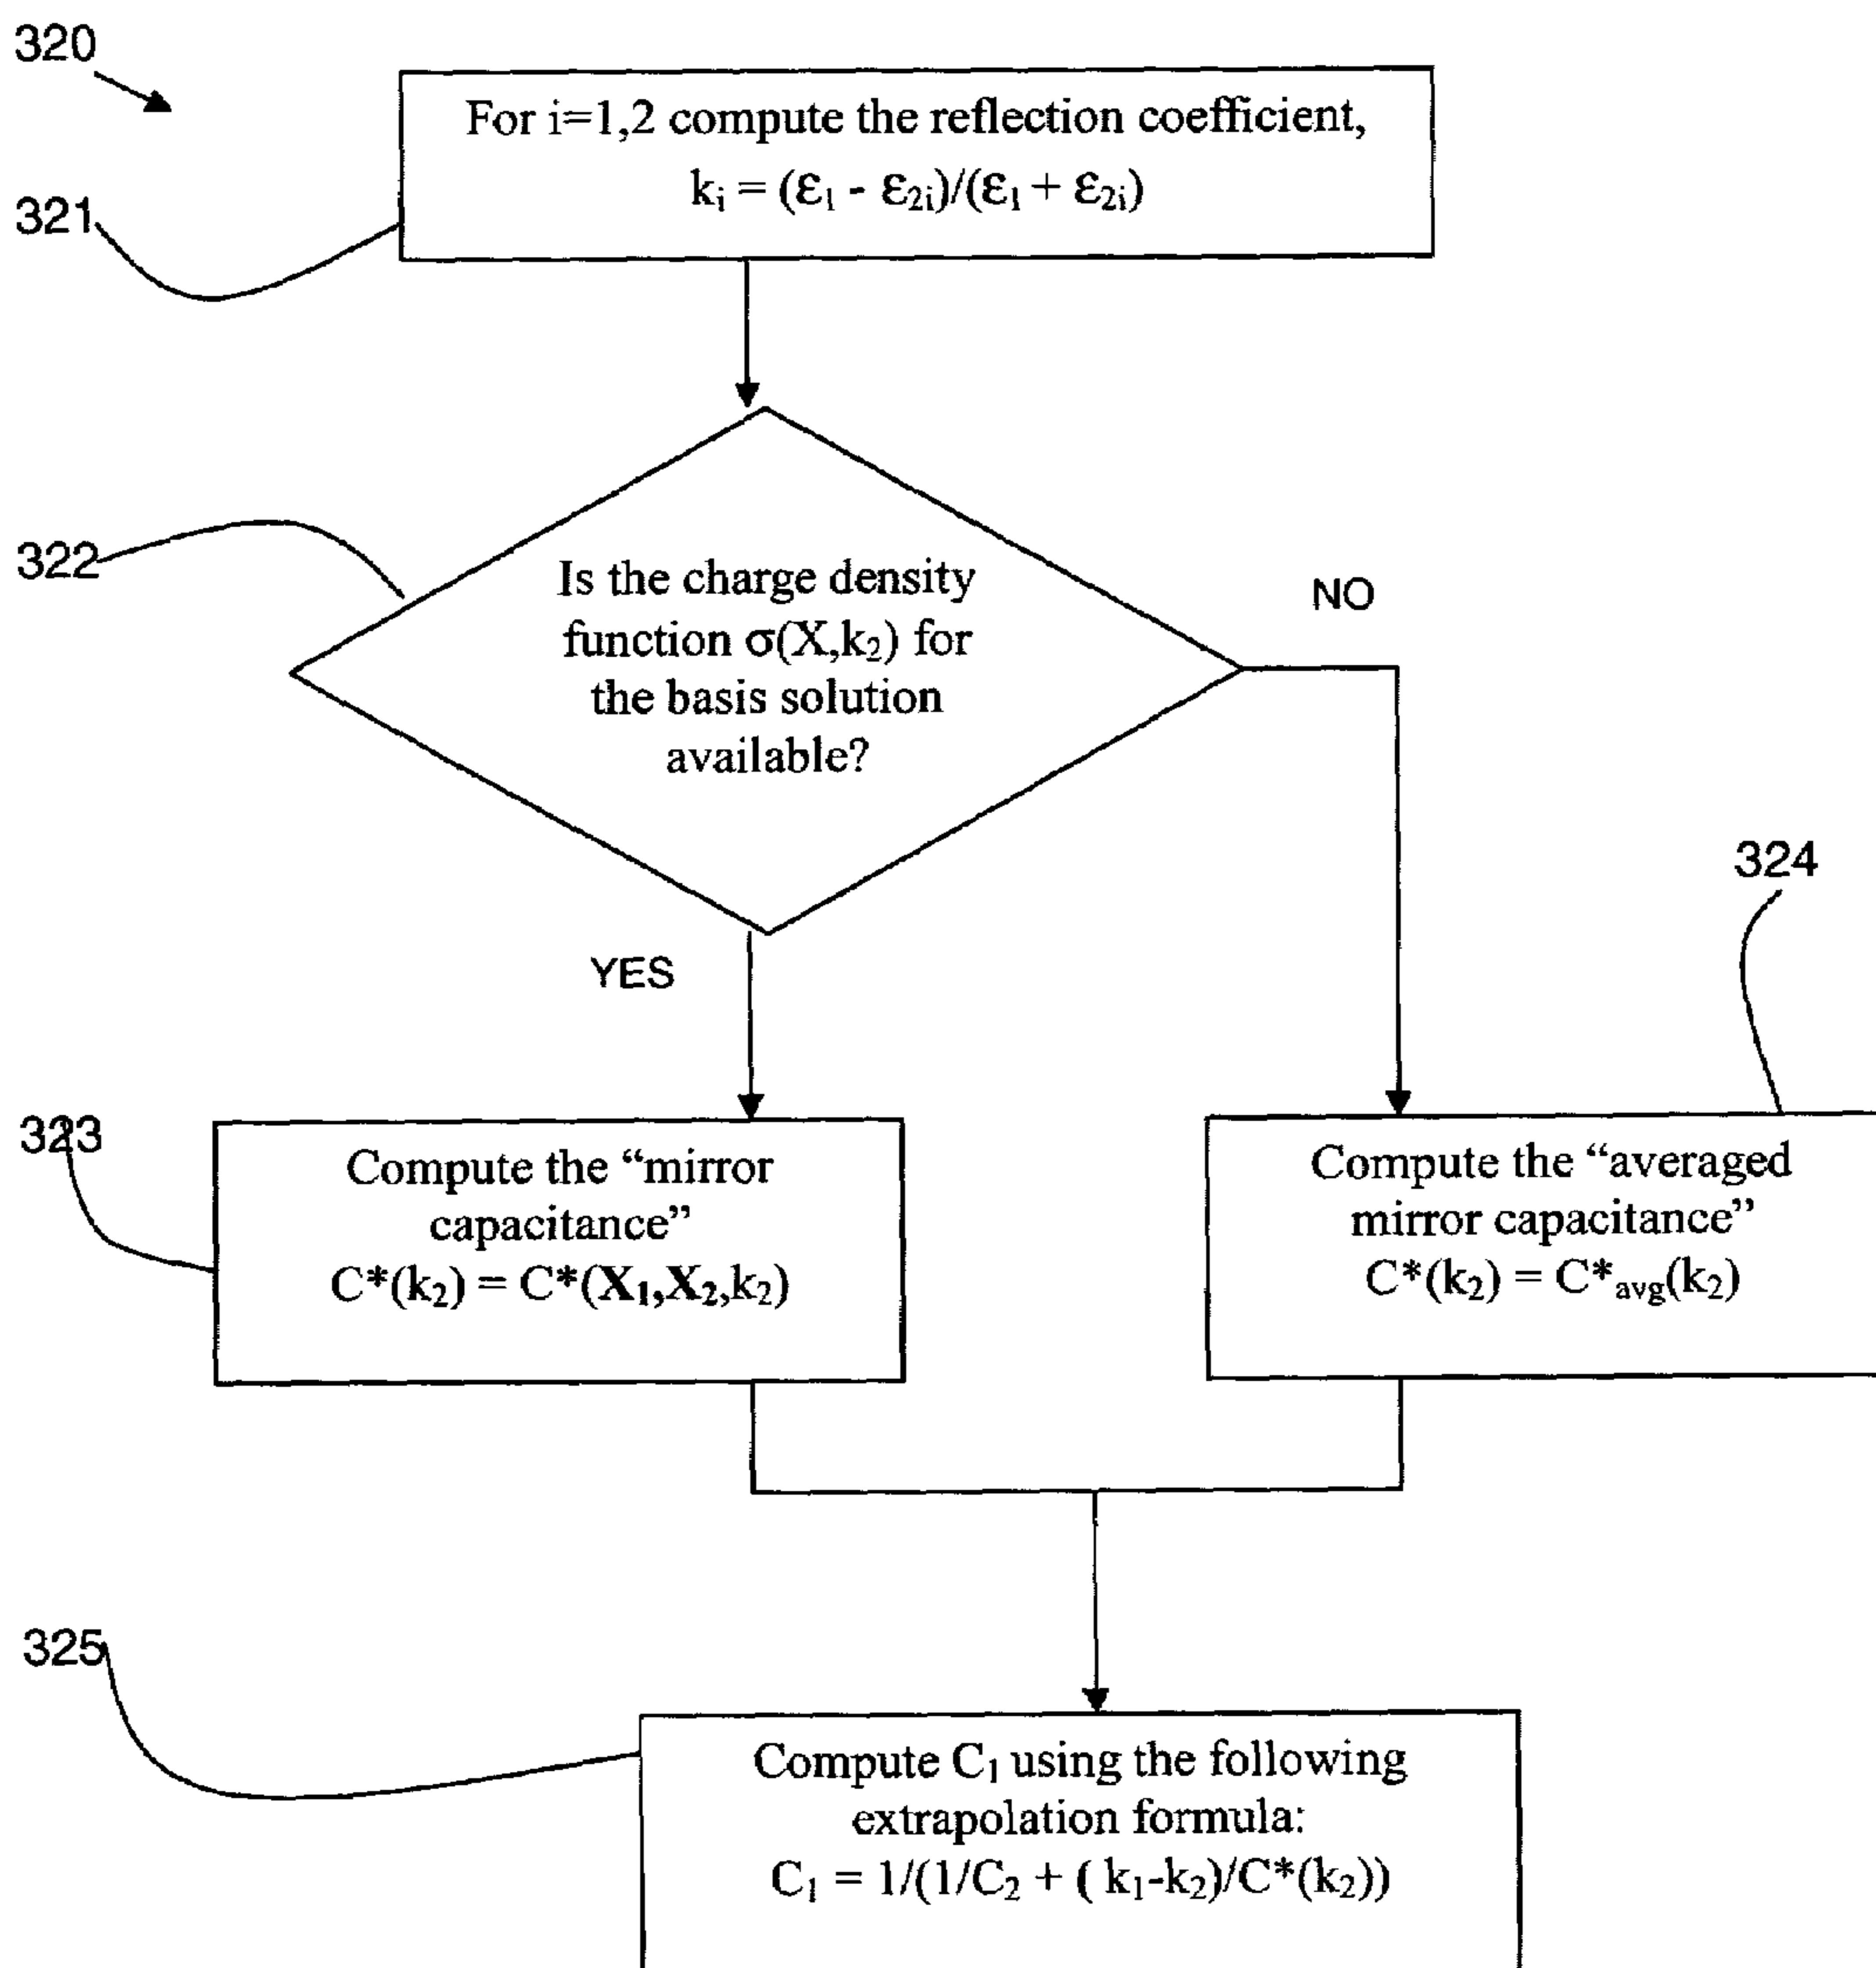 320
For i=1,2 compute the reflection coefficient,
kᵢ = (ε₁ - ε₂ᵢ)/(ε₁ + ε₂ᵢ)
321
322
Is the charge density
function σ(X,k₂) for
the basis solution
available?
NO
YES
324
323
Compute the “mirror
capacitance”
C*(k₂) = C*(X₁,X₂,k₂)
Compute the “averaged
mirror capacitance”
C*(k₂) = C*avg(k₂)
325
Compute C₁ using the following
extrapolation formula:
C₁ = 1/(1/C₂ + ( k₁-k₂)/C*(k₂))